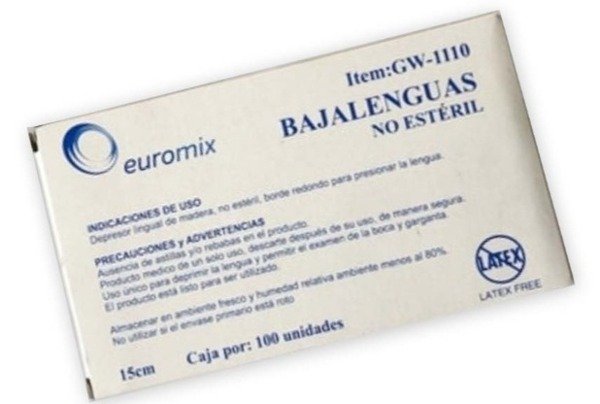 Item:GW-1110
BAJALENGUAS
NO ESTÉRIL
euromix
INDICACIONES DE USO
Depresor lingual de madera, no estéril, borde redondo para presionar la lengua.
PRECAUCIONES y ADVERTENCIAS
Ausencia de astillas y/o rebabas en el producto.
Producto medico de un solo uso, descarte después de su uso, de manera segura.
Uso único para deprimir la lengua y permitir el examen de la boca y garganta.
El producto está listo para ser utilizado.
Almacenar en ambiente fresco y humedad relativa ambiente menos al 80%.
No utilizar si el envase primario está roto
LATEX
LATEX FREE
15cm
Caja por: 100 unidades